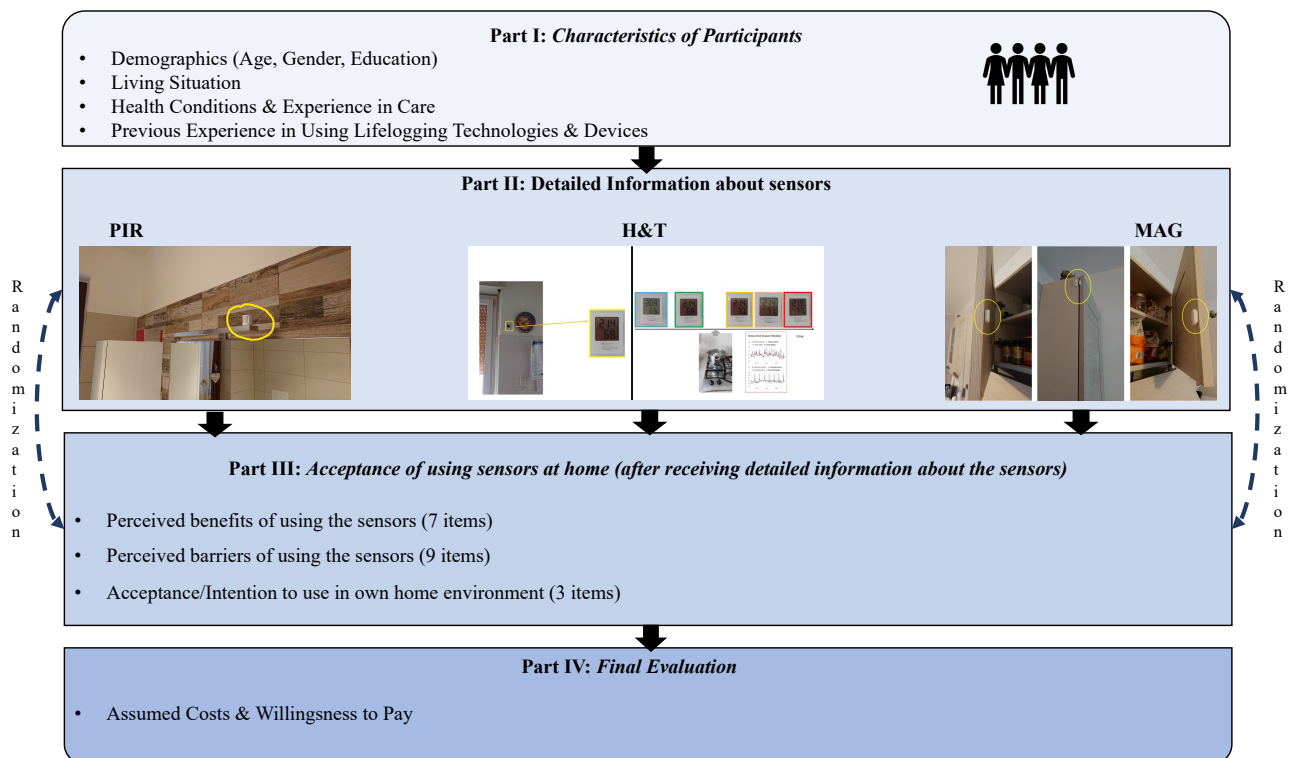 Part I: Characteristics of Participants
• Demographics (Age, Gender, Education)
• Living Situation
• Health Conditions & Experience in Care
• Previous Experience in Using Lifelogging Technologies & Devices
Part II: Detailed Information about sensors
PIR
H&T
MAG
Randomization
Randomization
Part III: Acceptance of using sensors at home (after receiving detailed information about the sensors)
• Perceived benefits of using the sensors (7 items)
• Perceived barriers of using the sensors (9 items)
• Acceptance/Intention to use in own home environment (3 items)
Part IV: Final Evaluation
• Assumed Costs & Willingsness to Pay